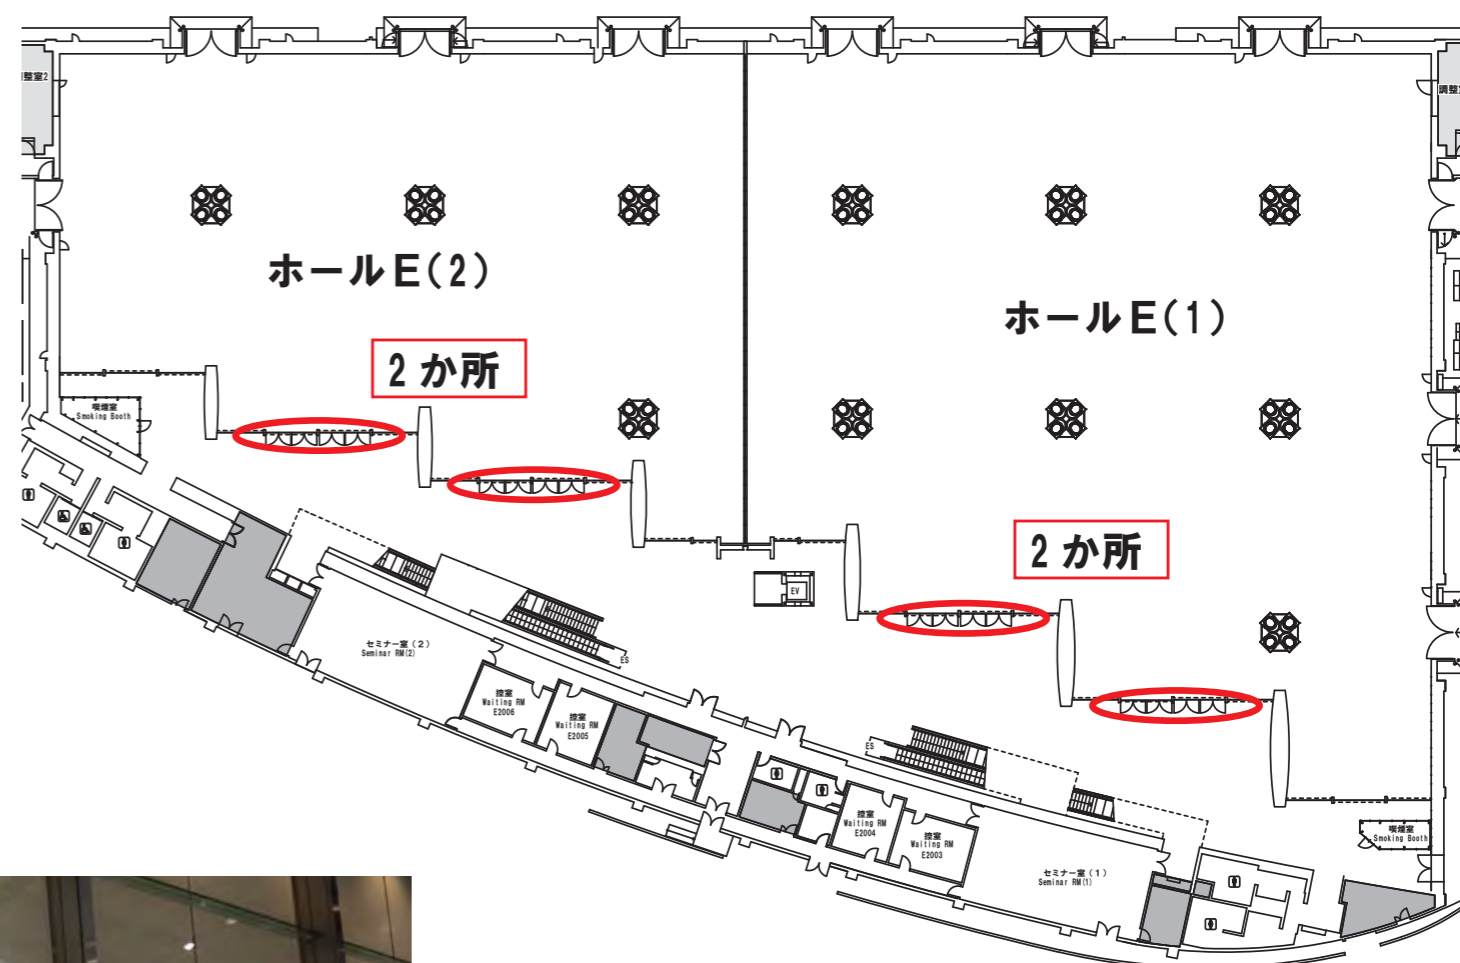 調整室2
調整
ホールE(2)
ホールE(1)
2か所
喫煙室
Smoking Booth
2か所
EV
セミナー室(2)
Seminar RM(2)
ES
控室
Waiting RM
E2006
控室
Waiting RM
E2005
ES
控室
Waiting RM
E2004
控室
Waiting RM
E2003
セミナー室(1)
Seminar RM(1)
喫煙室
Smoking Booth